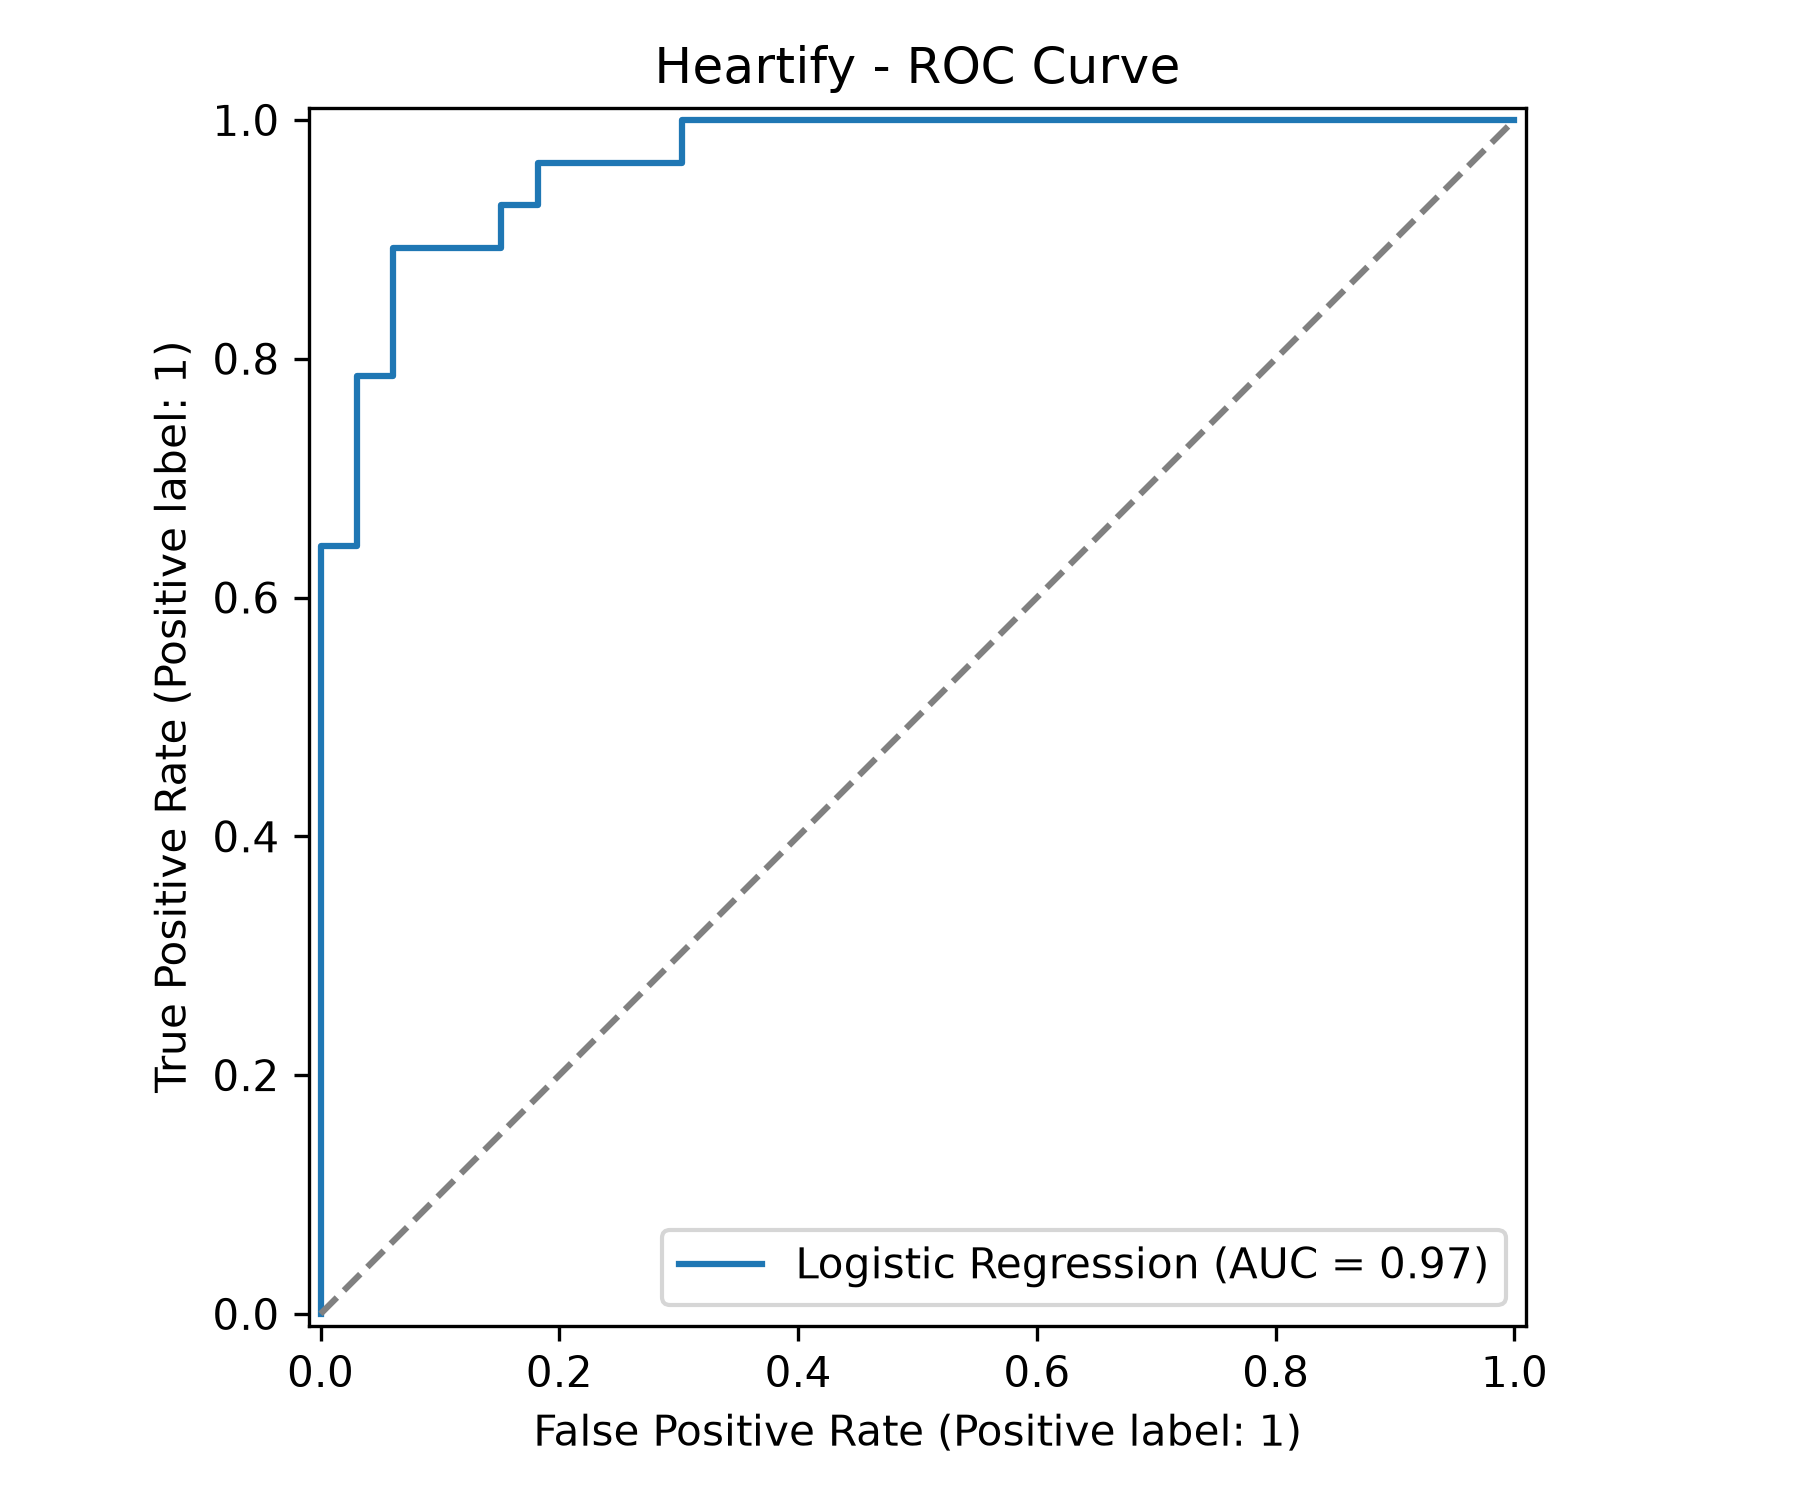 Heartify - ROC Curve
True Positive Rate (Positive label: 1)
1.0
0.8
0.6
0.4
0.2
0.0
Logistic Regression (AUC = 0.97)
0.0 0.2 0.4 0.6 0.8 1.0
False Positive Rate (Positive label: 1)